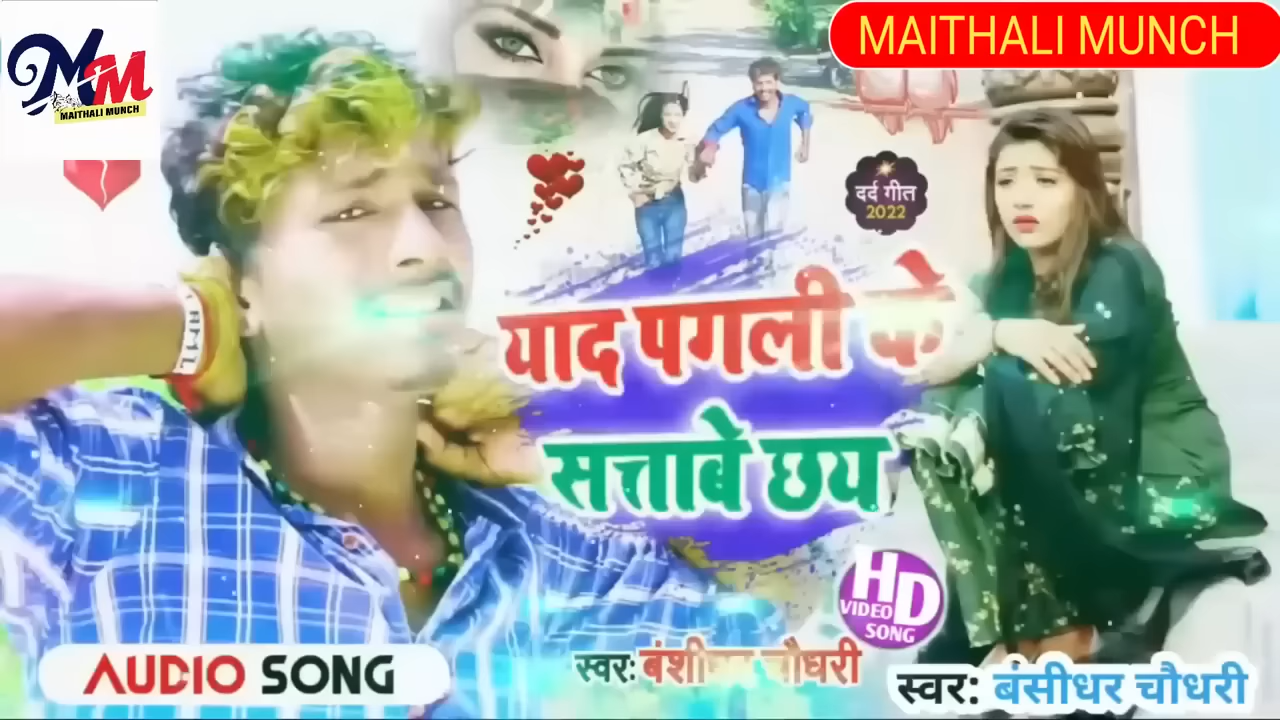 MAITHALI MUNCH
MM
MAITHALI MUNCH
दर्द गीत
2022
याद पगली के
सत्ताबे छय
HD
VIDEO
SONG
AUDIO SONG
स्वर: बंशीधर चौधरी
स्वर: बंसीधर चौधरी